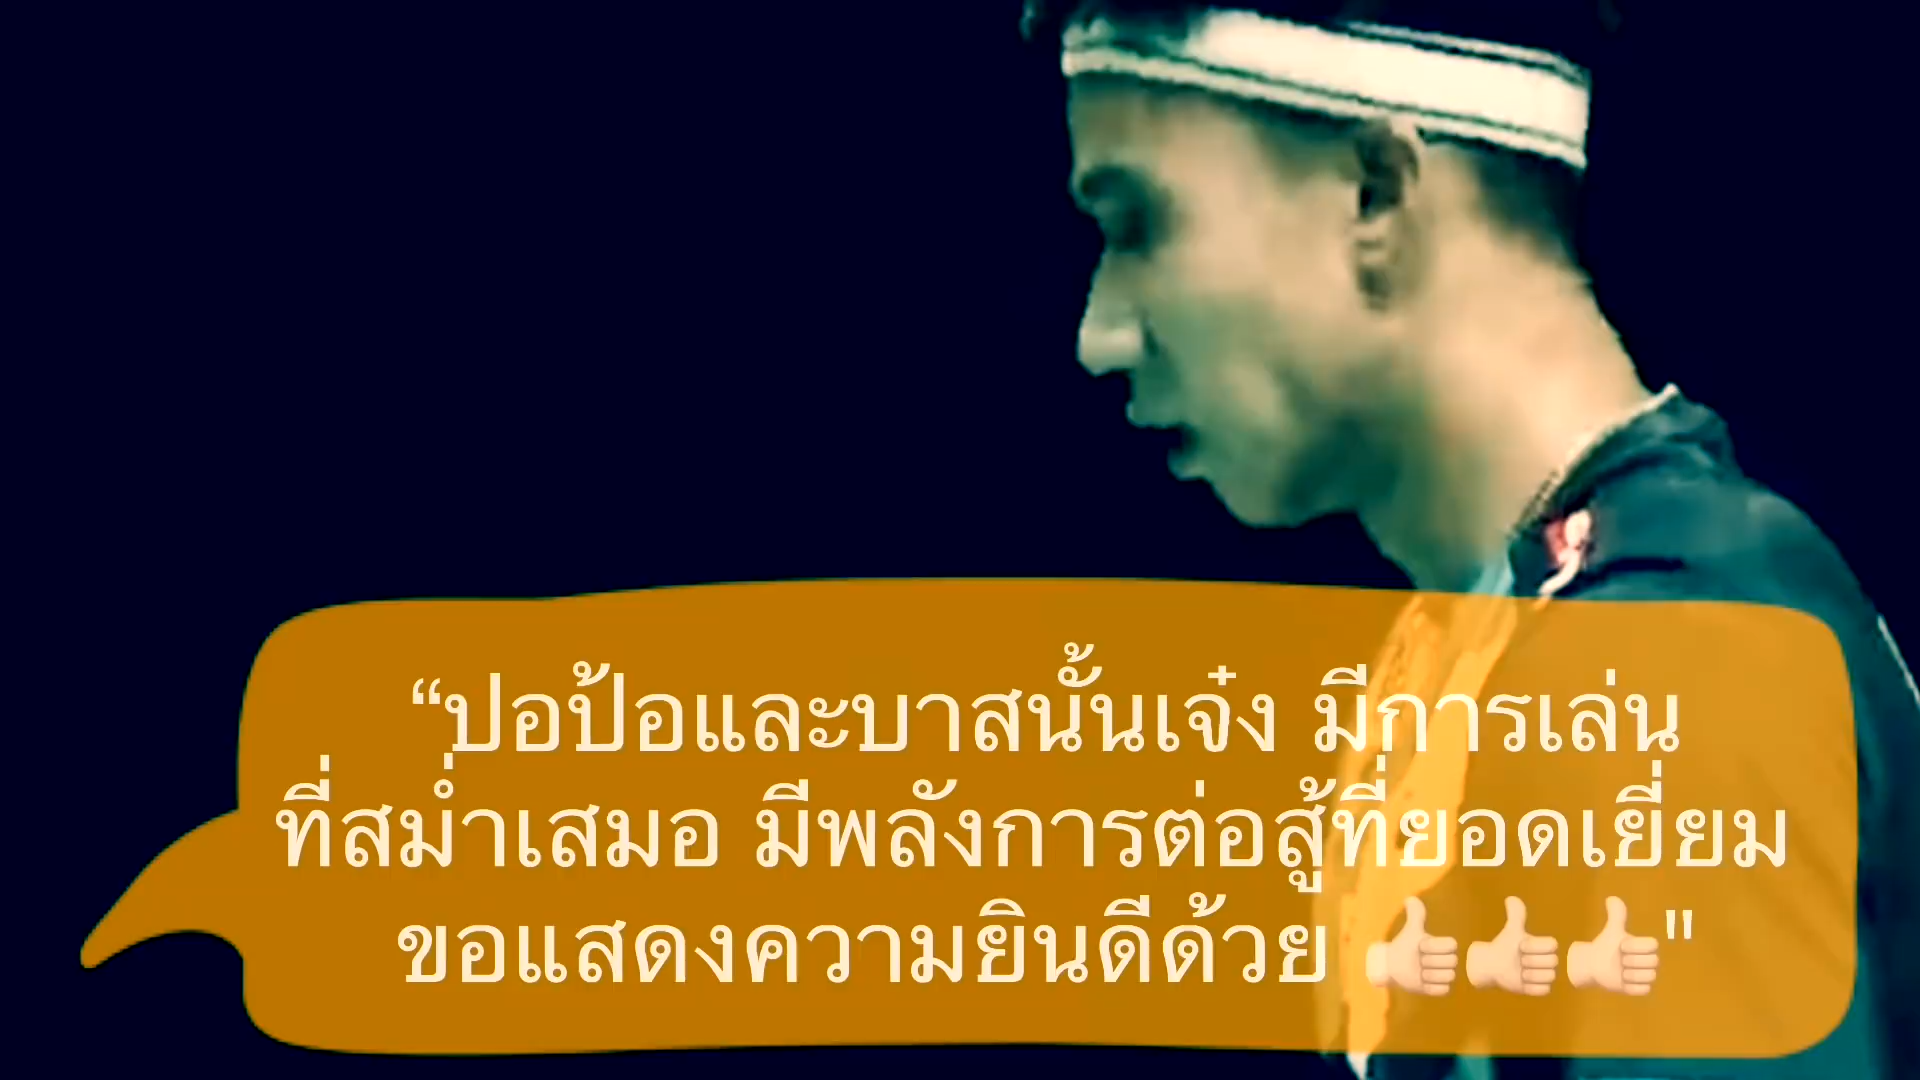 “ปอป้อและบาสนั้นเจ๋ง มีการเล่น
ที่สม่ำเสมอ มีพลังการต่อสู้ที่ยอดเยี่ยม
ขอแสดงความยินดีด้วย 👍🏻👍🏻👍🏻"